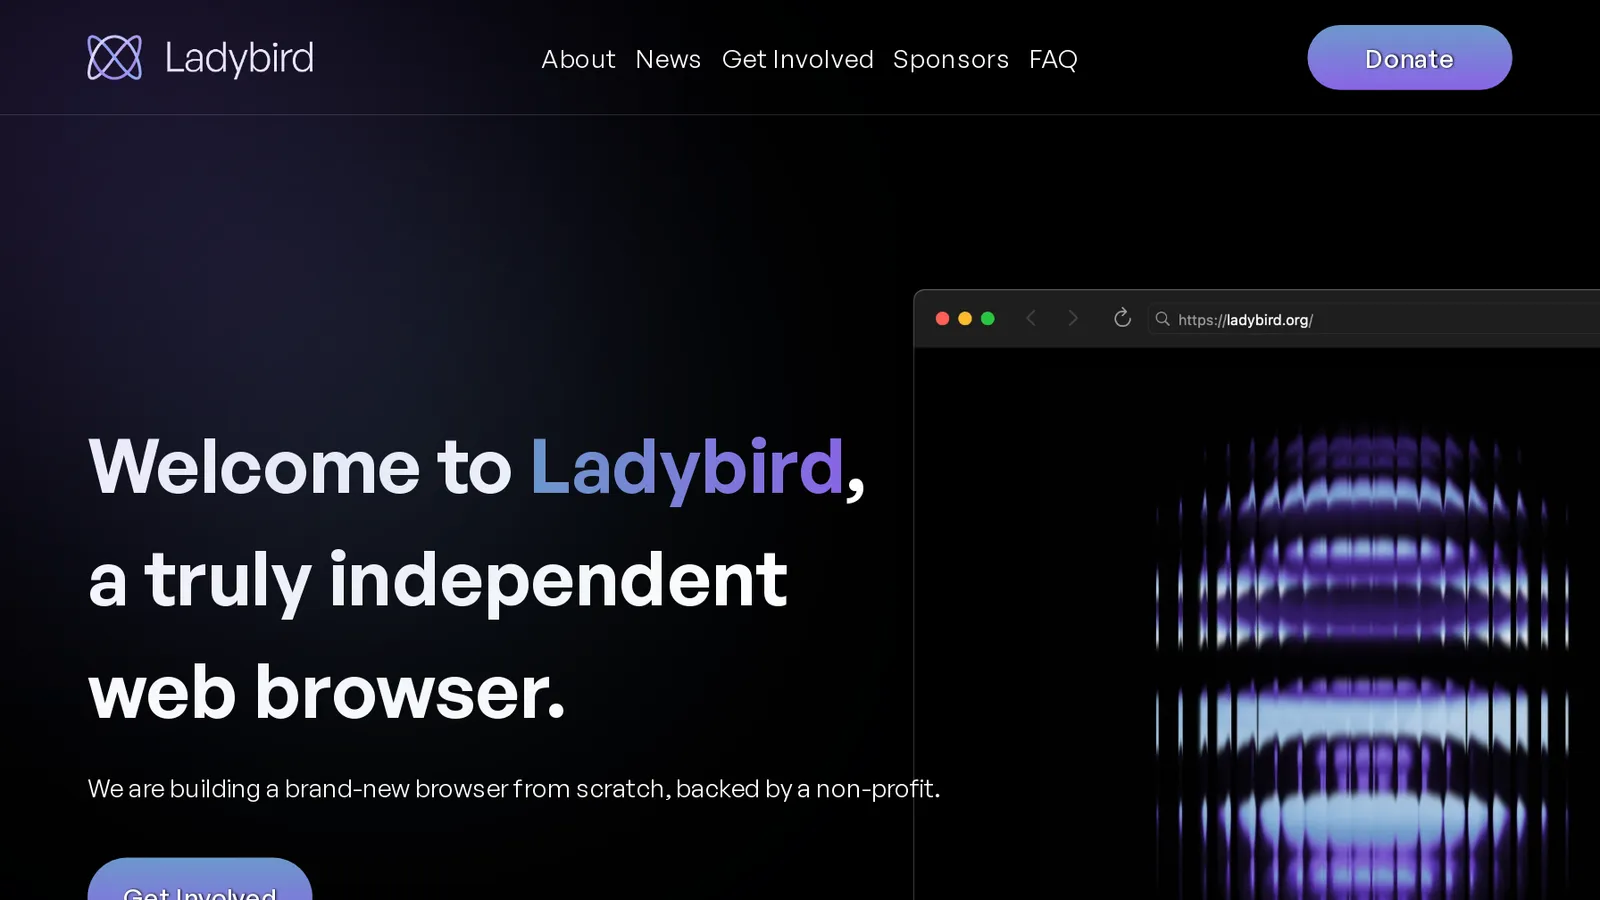 Ladybird
About News Get Involved Sponsors FAQ
Donate
https://ladybird.org/
Welcome to Ladybird,
a truly independent
web browser.
We are building a brand-new browser from scratch, backed by a non-profit.
Get Involved